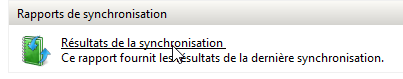 Rapports de synchronisation
Résultats de la synchronisation
Ce rapport fournit les résultats de la dernière synchronisation.